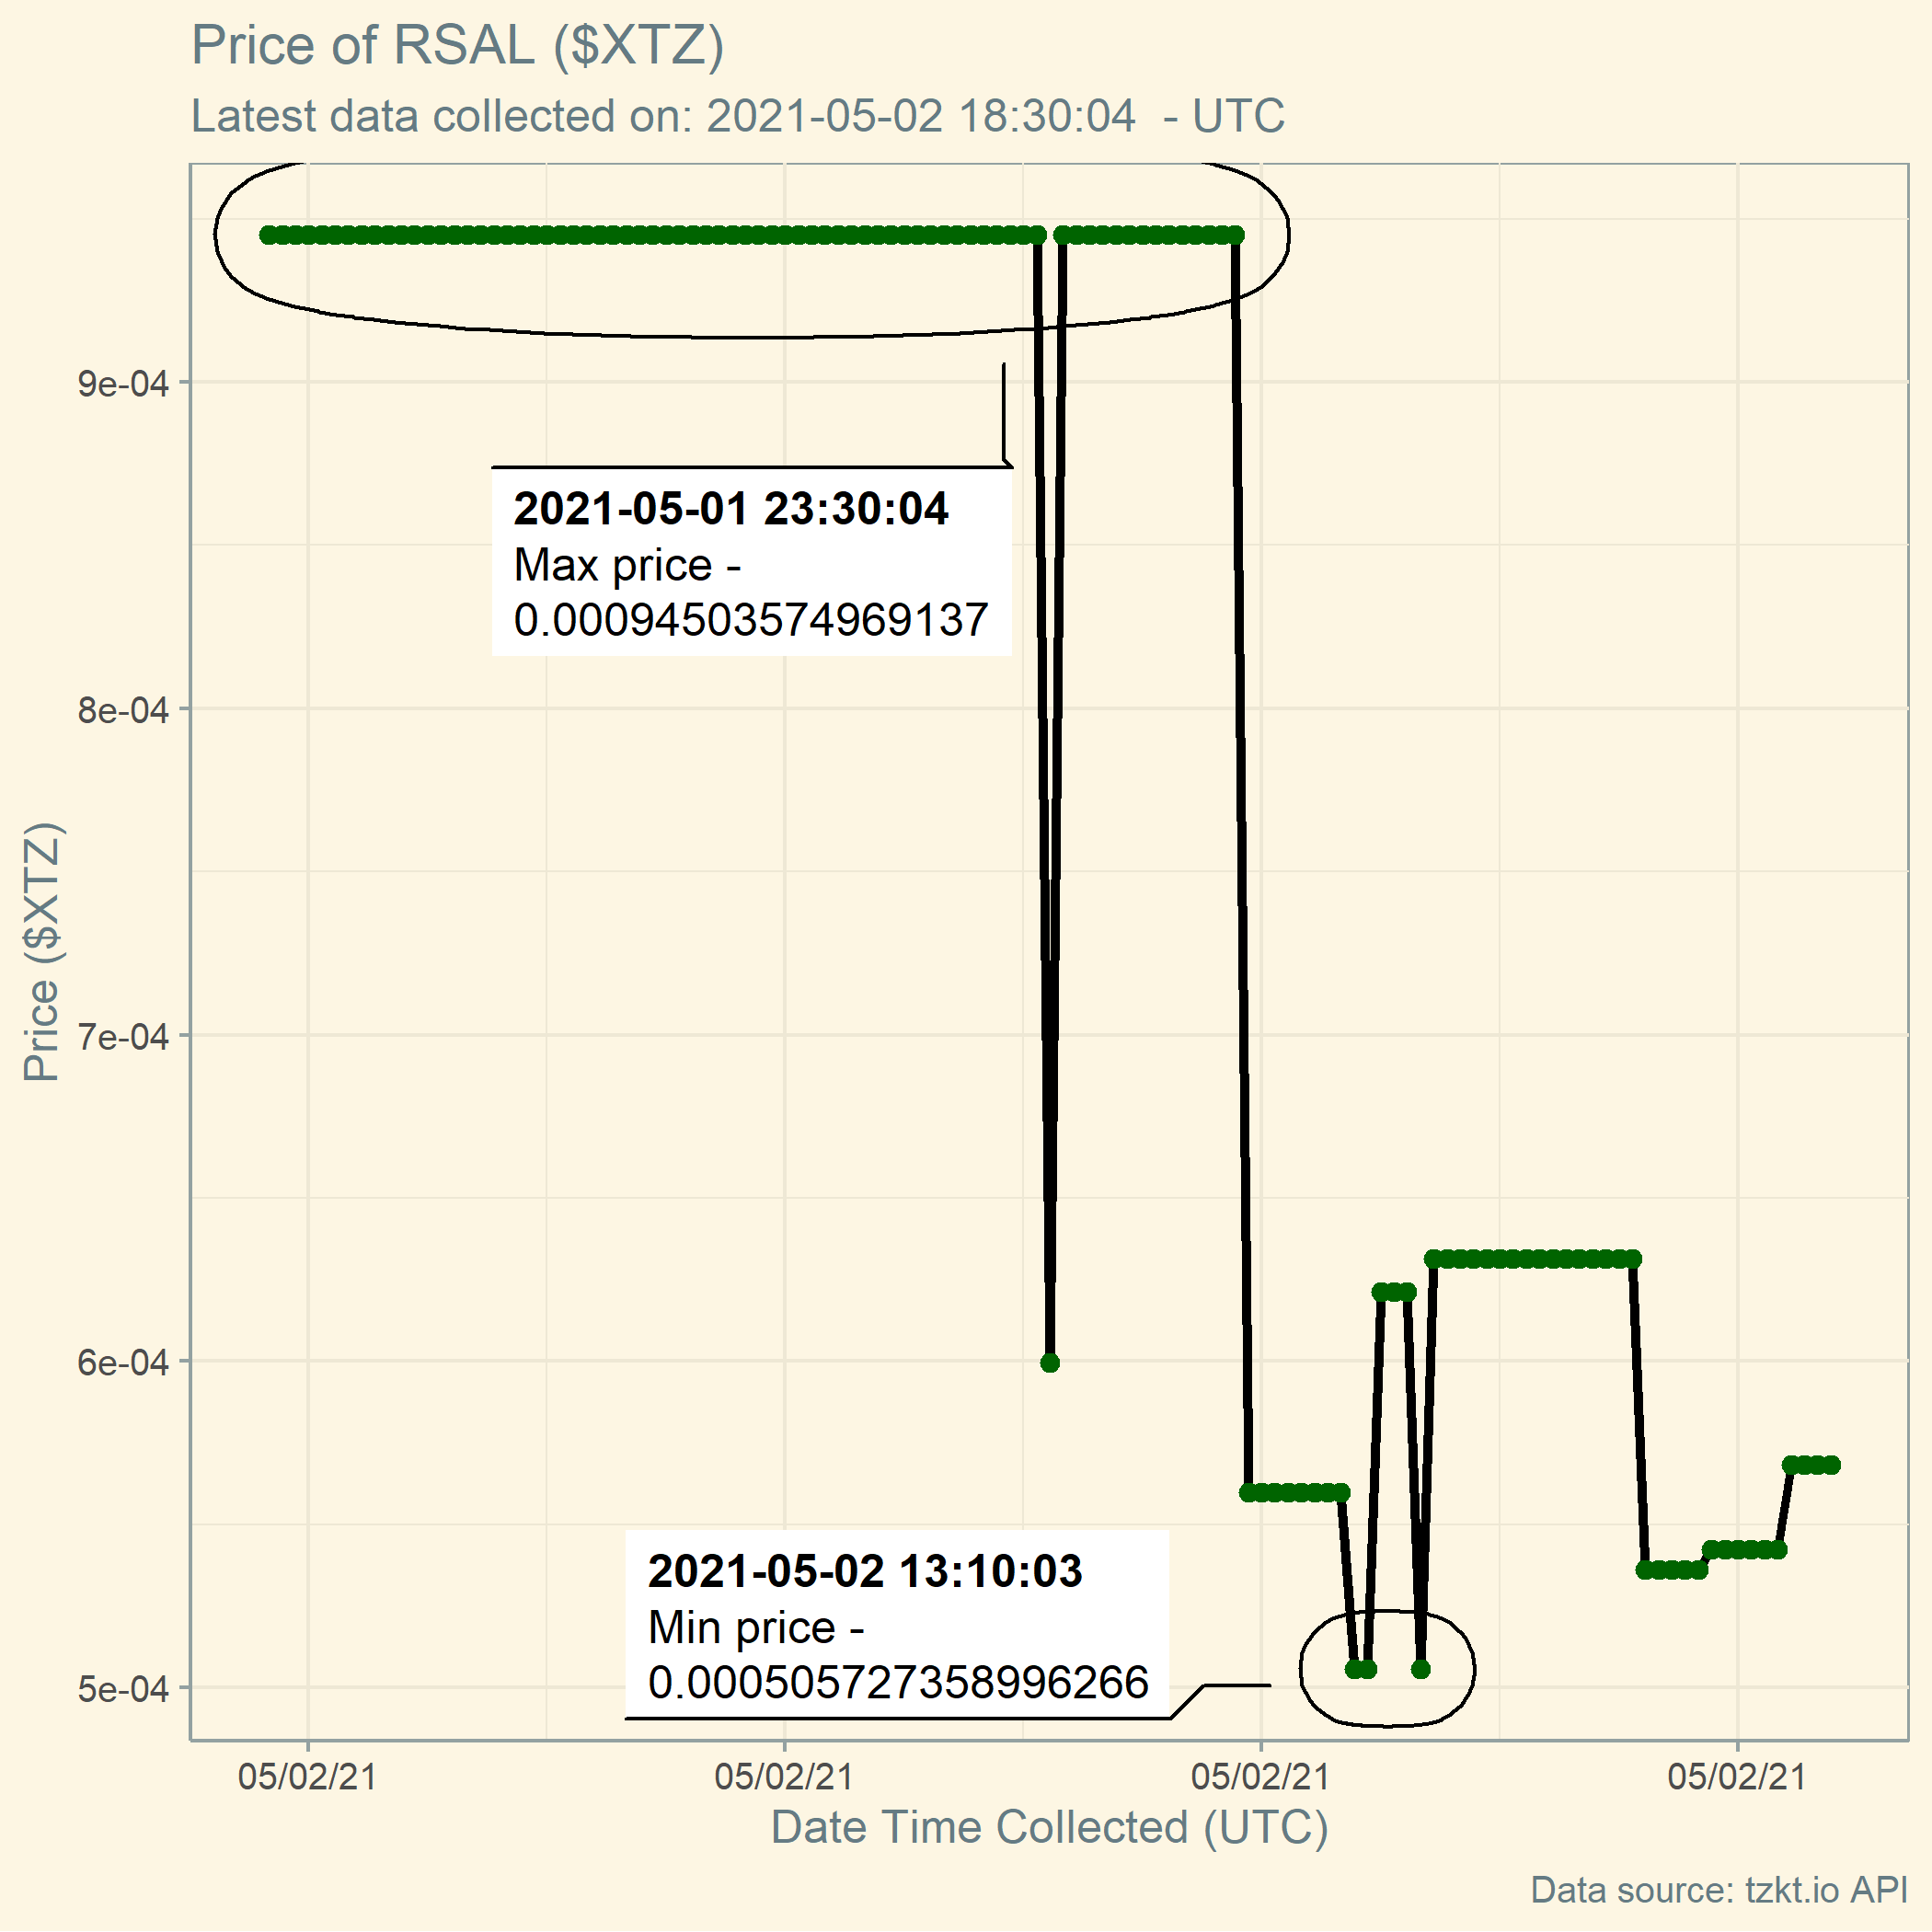 Price of RSAL ($XTZ)
Latest data collected on: 2021-05-02 18:30:04  - UTC
9e-04
2021-05-01 23:30:04
Max price -
0.000945035749691​37
8e-04
Price ($XTZ)
7e-04
6e-04
2021-05-02 13:10:03
Min price -
0.000505727358996266
5e-04
05/02/21
05/02/21
05/02/21
05/02/21
Date Time Collected (UTC)
Data source: tzkt.io API